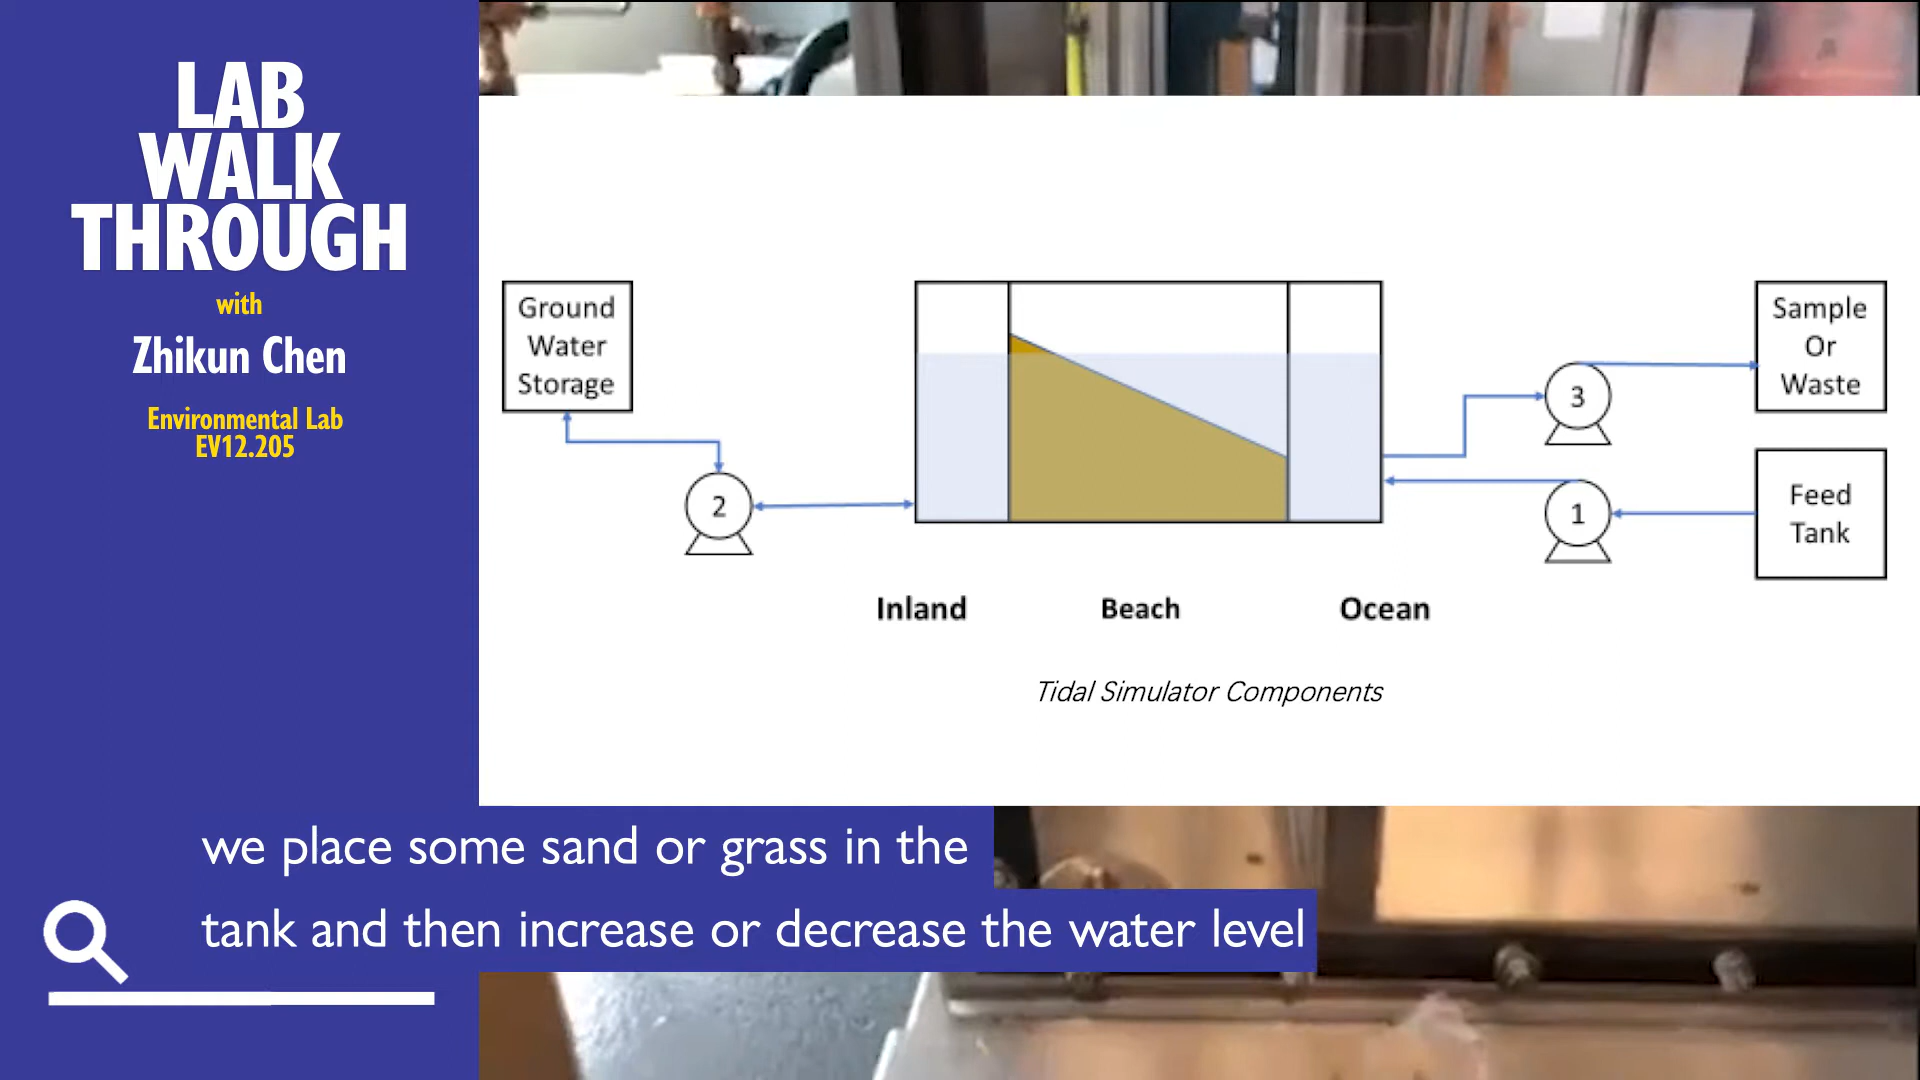 LAB
WALK
THROUGH
with
Zhikun Chen
Environmental Lab
EV12.205
Ground
Water
Storage
2
Sample
Or
Waste
3
Feed
Tank
1
Inland
Beach
Ocean
Tidal Simulator Components
we place some sand or grass in the
tank and then increase or decrease the water level